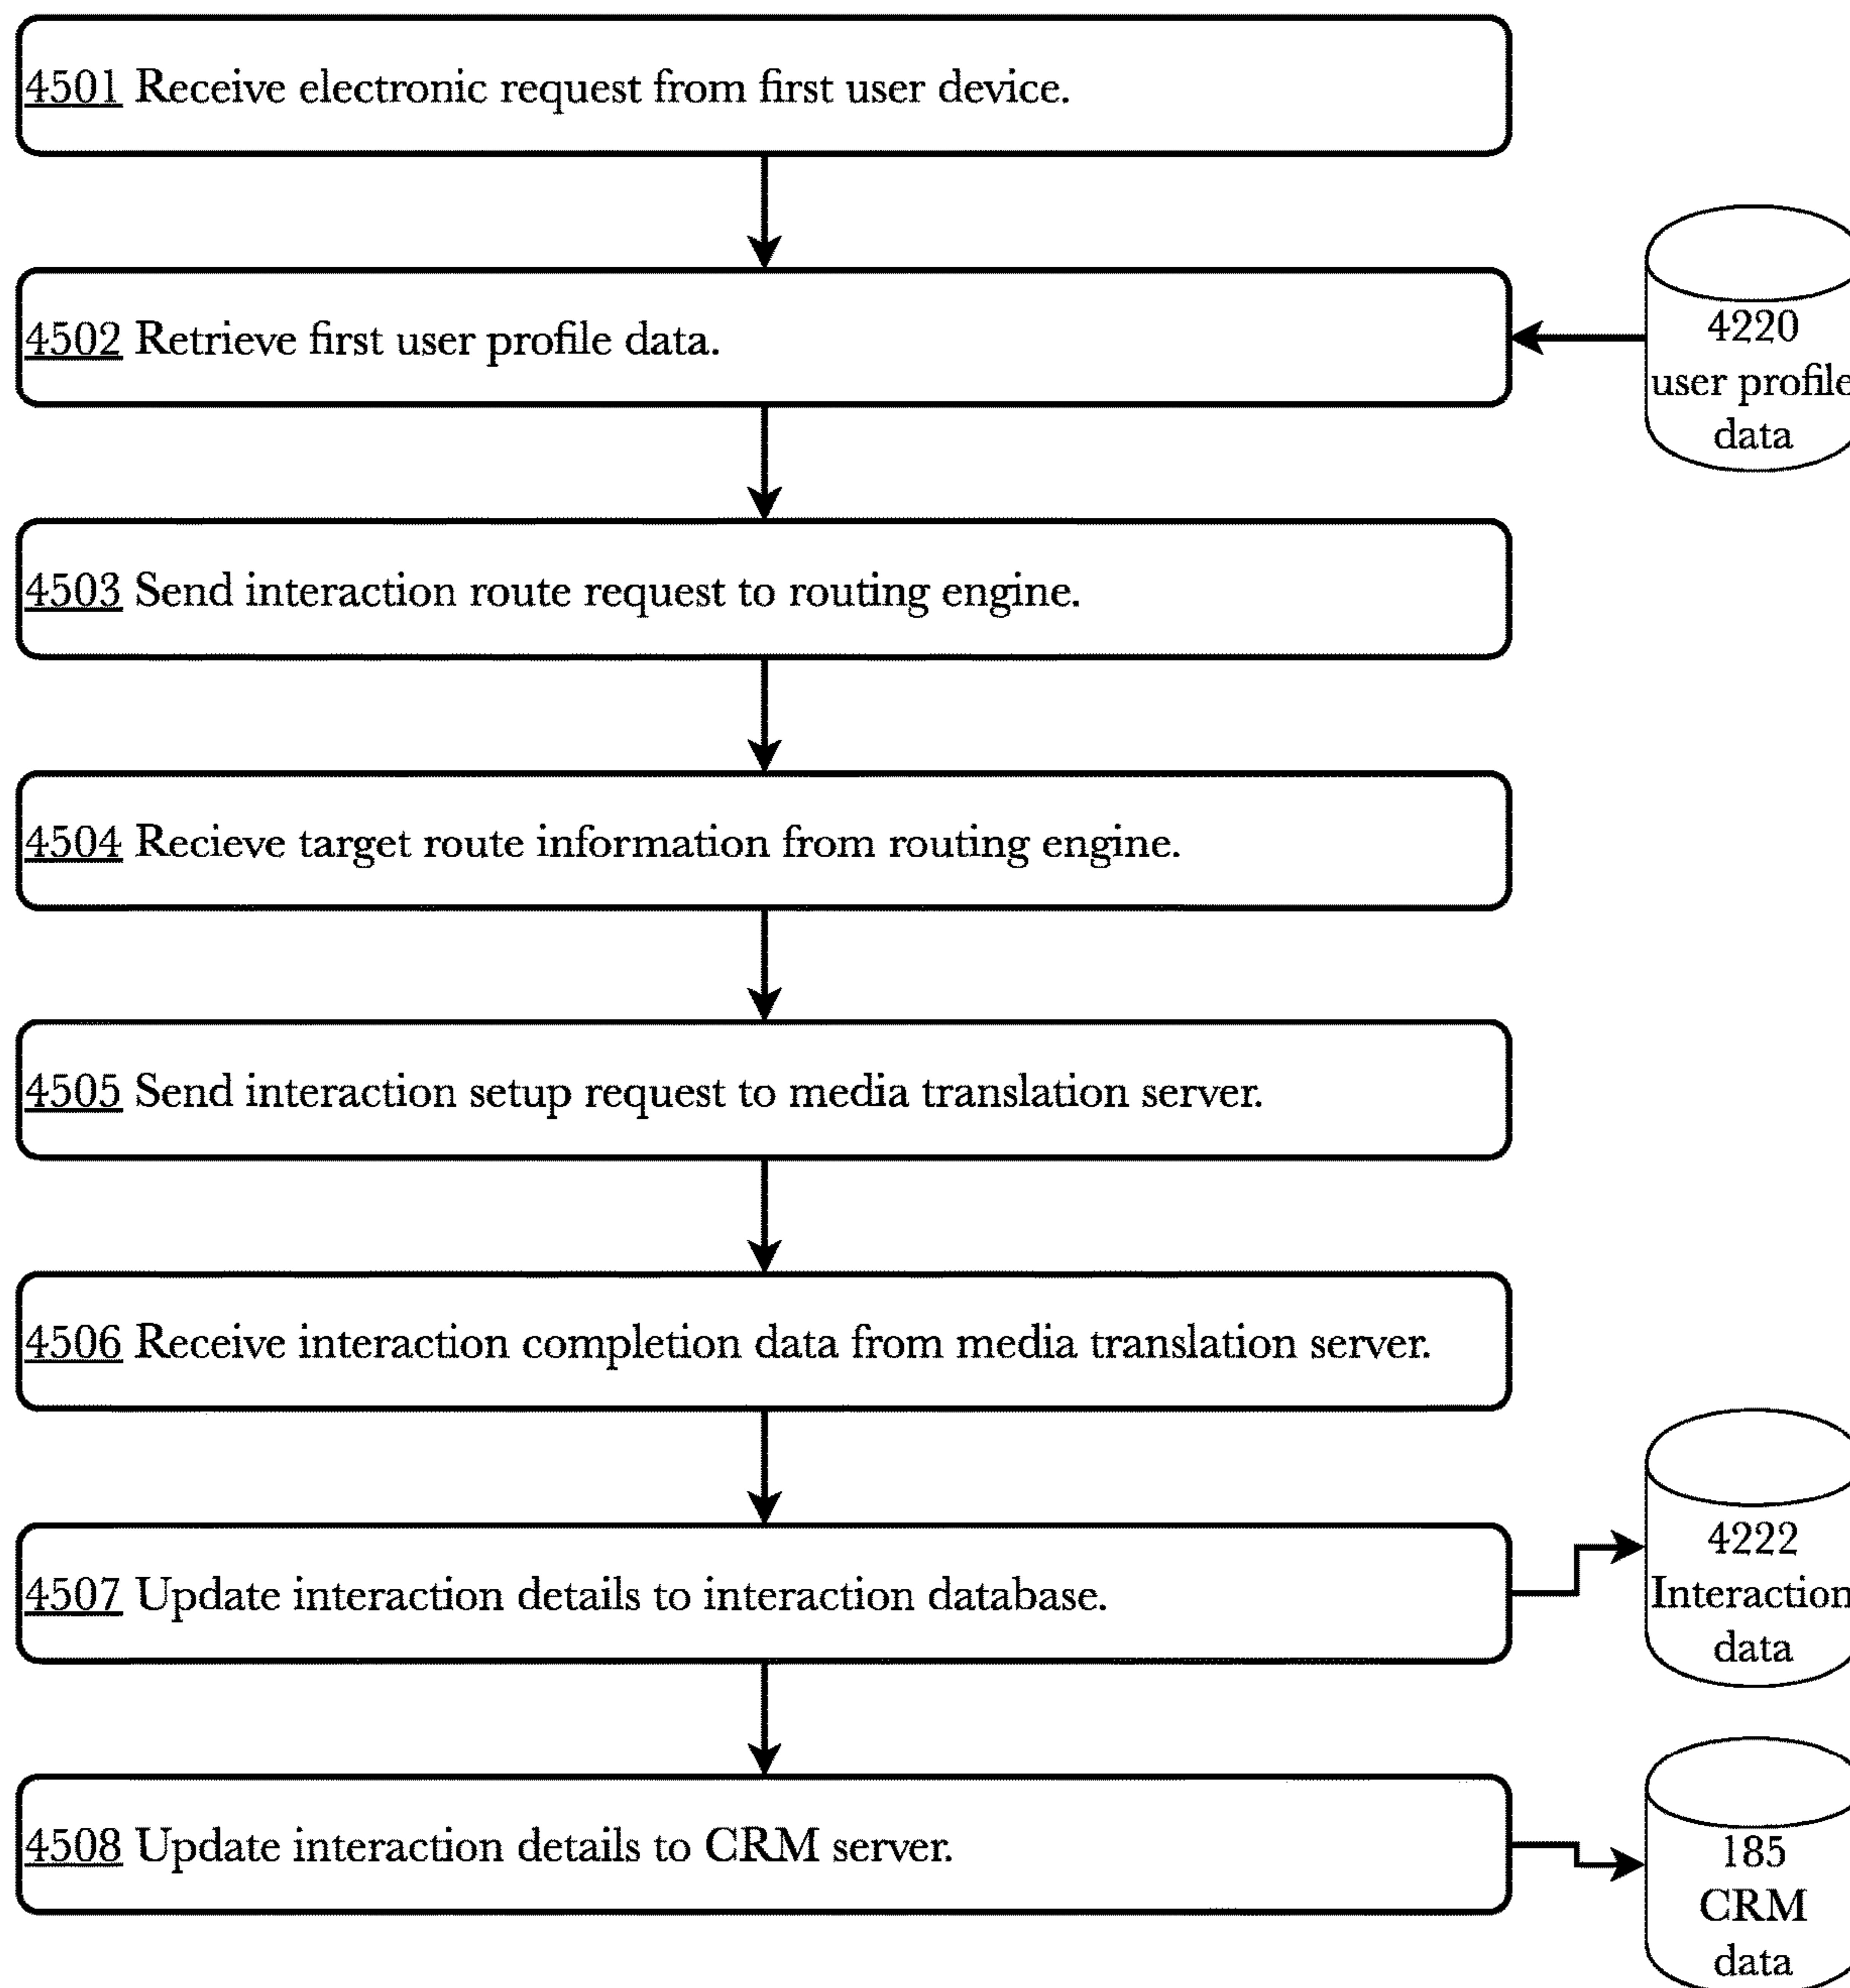 4501 Receive electronic request from first user device.
4502 Retrieve first user profile data.
4220
user profile
data
4503 Send interaction route request to routing engine.
4504 Recieve target route information from routing engine.
4505 Send interaction setup request to media translation server.
4506 Receive interaction completion data from media translation server.
4507 Update interaction details to interaction database.
4222
Interaction
data
4508 Update interaction details to CRM server.
185
CRM
data